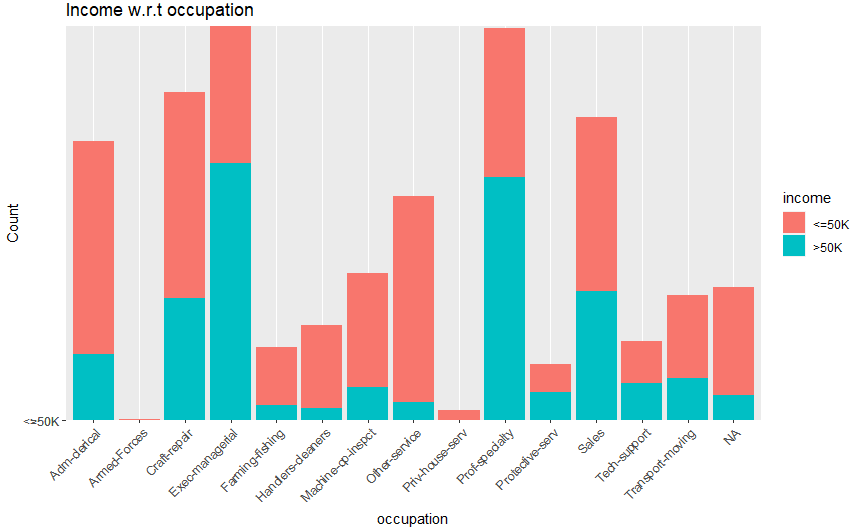 Income w.r.t occupation
Count
<=50K
Adm-clerical
Armed-Forces
Craft-repair
Exec-managerial
Farming-fishing
Handlers-cleaners
Machine-op-inspct
Other-service
Priv-house-serv
Prof-specialty
Protective-serv
Sales
Tech-support
Transport-moving
NA
occupation
income
<=50K
>50K